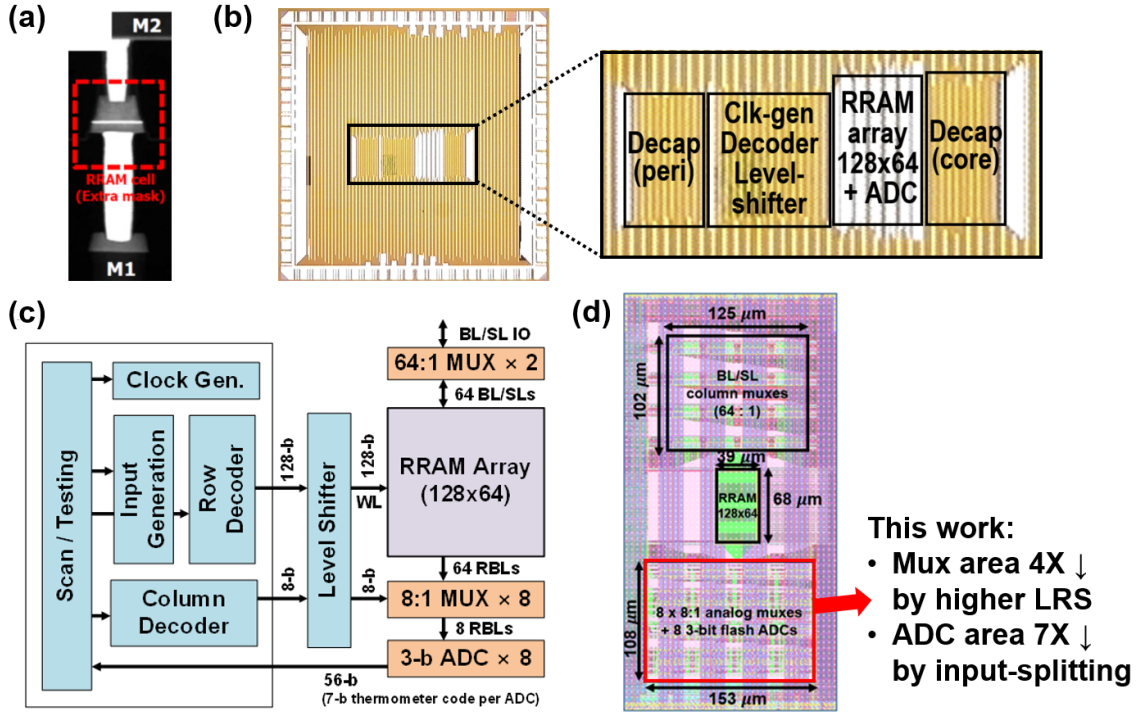 (a)
M2
RRAM cell
(Extra mask)
M1
(b)
Decap
(peri)
Clk-gen
Decoder
Level-
shifter
RRAM
array
128x64
+ ADC
Decap
(core)
(c)
Scan / Testing
Clock Gen.
Input
Generation
Row
Decoder
Column
Decoder
128-b
8-b
Level Shifter
128-b
WL
8-b
BL/SL IO
64:1 MUX × 2
64 BL/SLs
RRAM Array
(128x64)
64 RBLs
8:1 MUX × 8
8 RBLs
3-b ADC × 8
56-b
(7-b thermometer code per ADC)
(d)
125 μm
102 μm
BL/SL
column muxes
(64 : 1)
39 μm
RRAM
128x64
68 μm
108 μm
8 x 8:1 analog muxes
+ 8 3-bit flash ADCs
153 μm
This work:
• Mux area 4X ↓
by higher LRS
• ADC area 7X ↓
by input-splitting